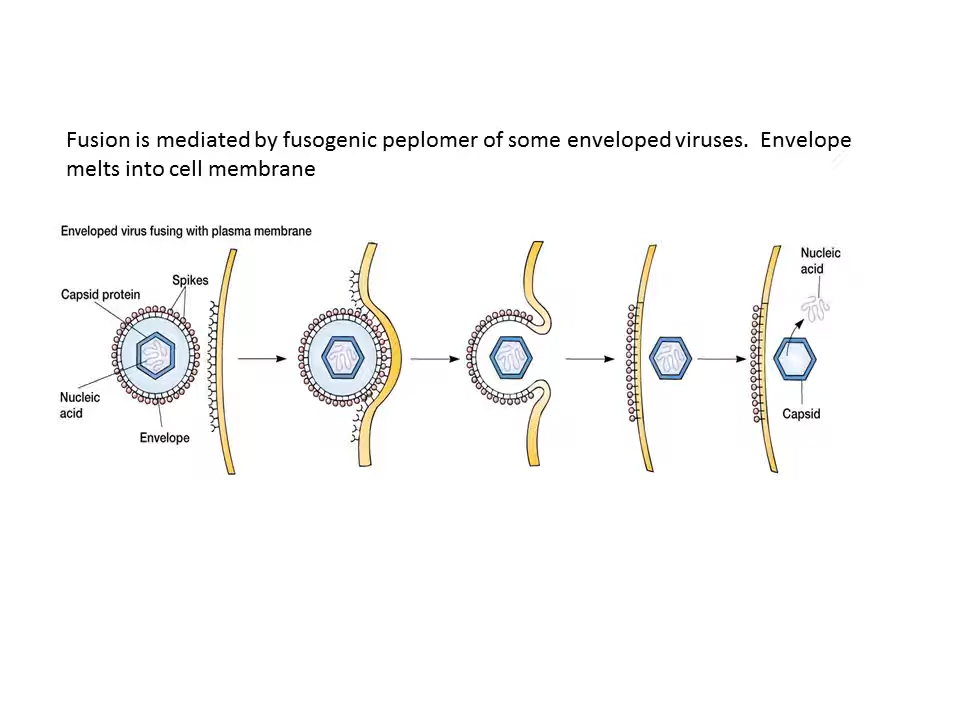 Fusion is mediated by fusogenic peplomer of some enveloped viruses.  Envelope
melts into cell membrane
Enveloped virus fusing with plasma membrane
Spikes
Capsid protein
Nucleic
acid
Envelope
Nucleic
acid
Capsid